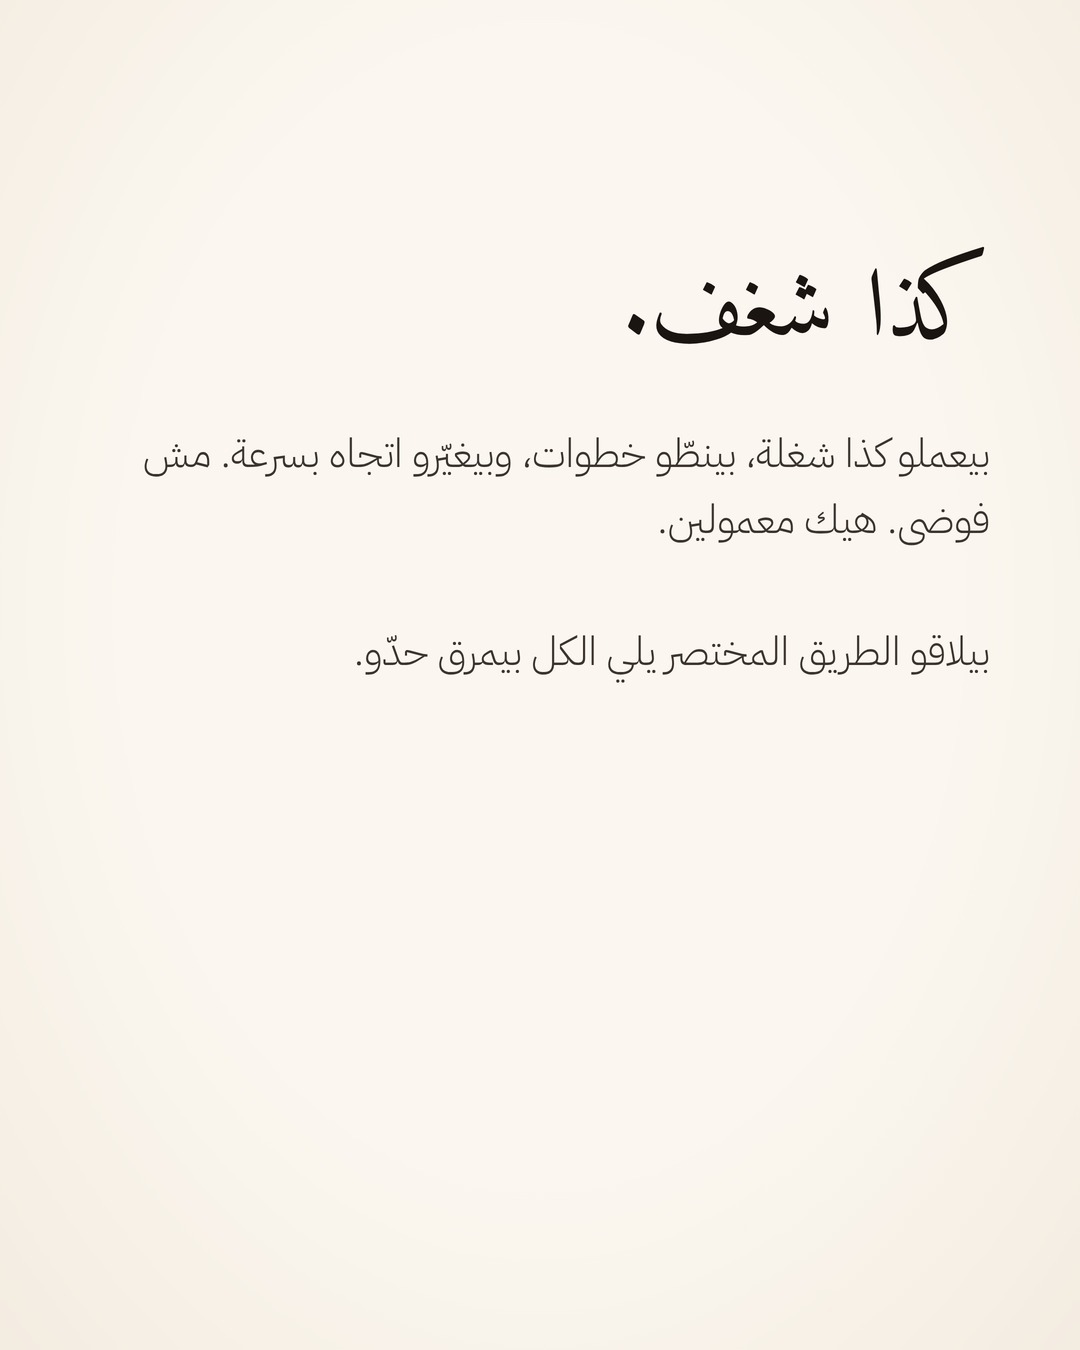 كذا شغف.
بيعملو كذا شغلة، بينطّو خطوات، وبيغيّرو اتجاه بسرعة. مش
فوضى. هيك معمولين.
بيلاقو الطريق المختصر يلي الكل بيمرق حدّو.